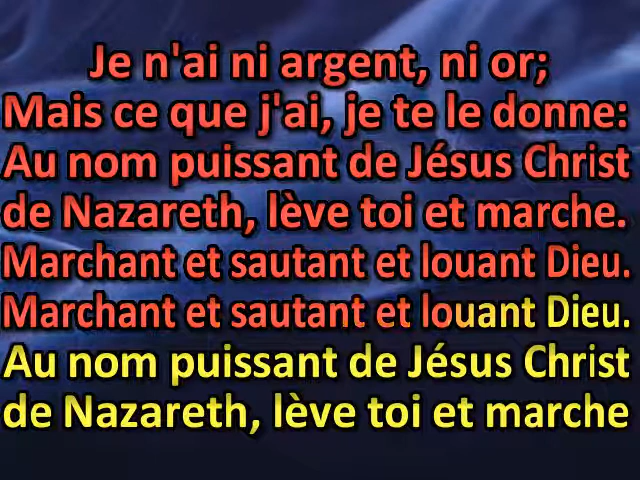 Je n'ai ni argent, ni or;
Mais ce que j'ai, je te le donne:
Au nom puissant de Jésus Christ
de Nazareth, lève toi et marche.
Marchant et sautant et louant Dieu.
Marchant et sautant et louant Dieu.
Au nom puissant de Jésus Christ
de Nazareth, lève toi et marche